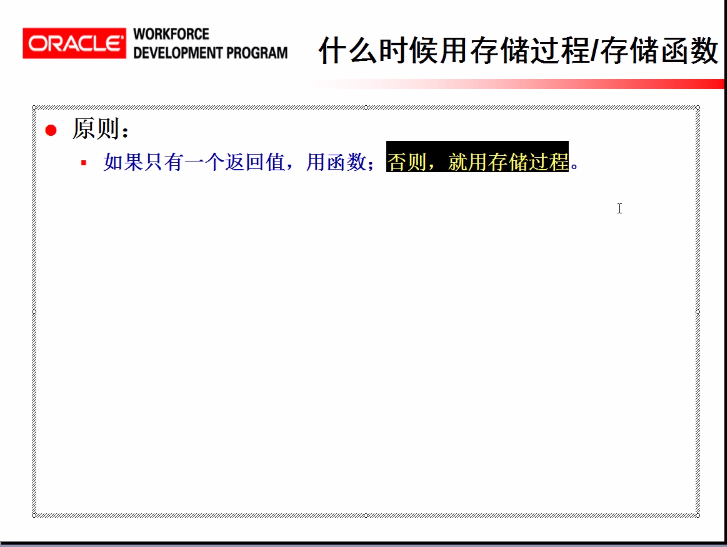 ORACLE WORKFORCE
DEVELOPMENT PROGRAM
什么时候用存储过程/存储函数
原则：
如果只有一个返回值，用函数；否则，就用存储过程。